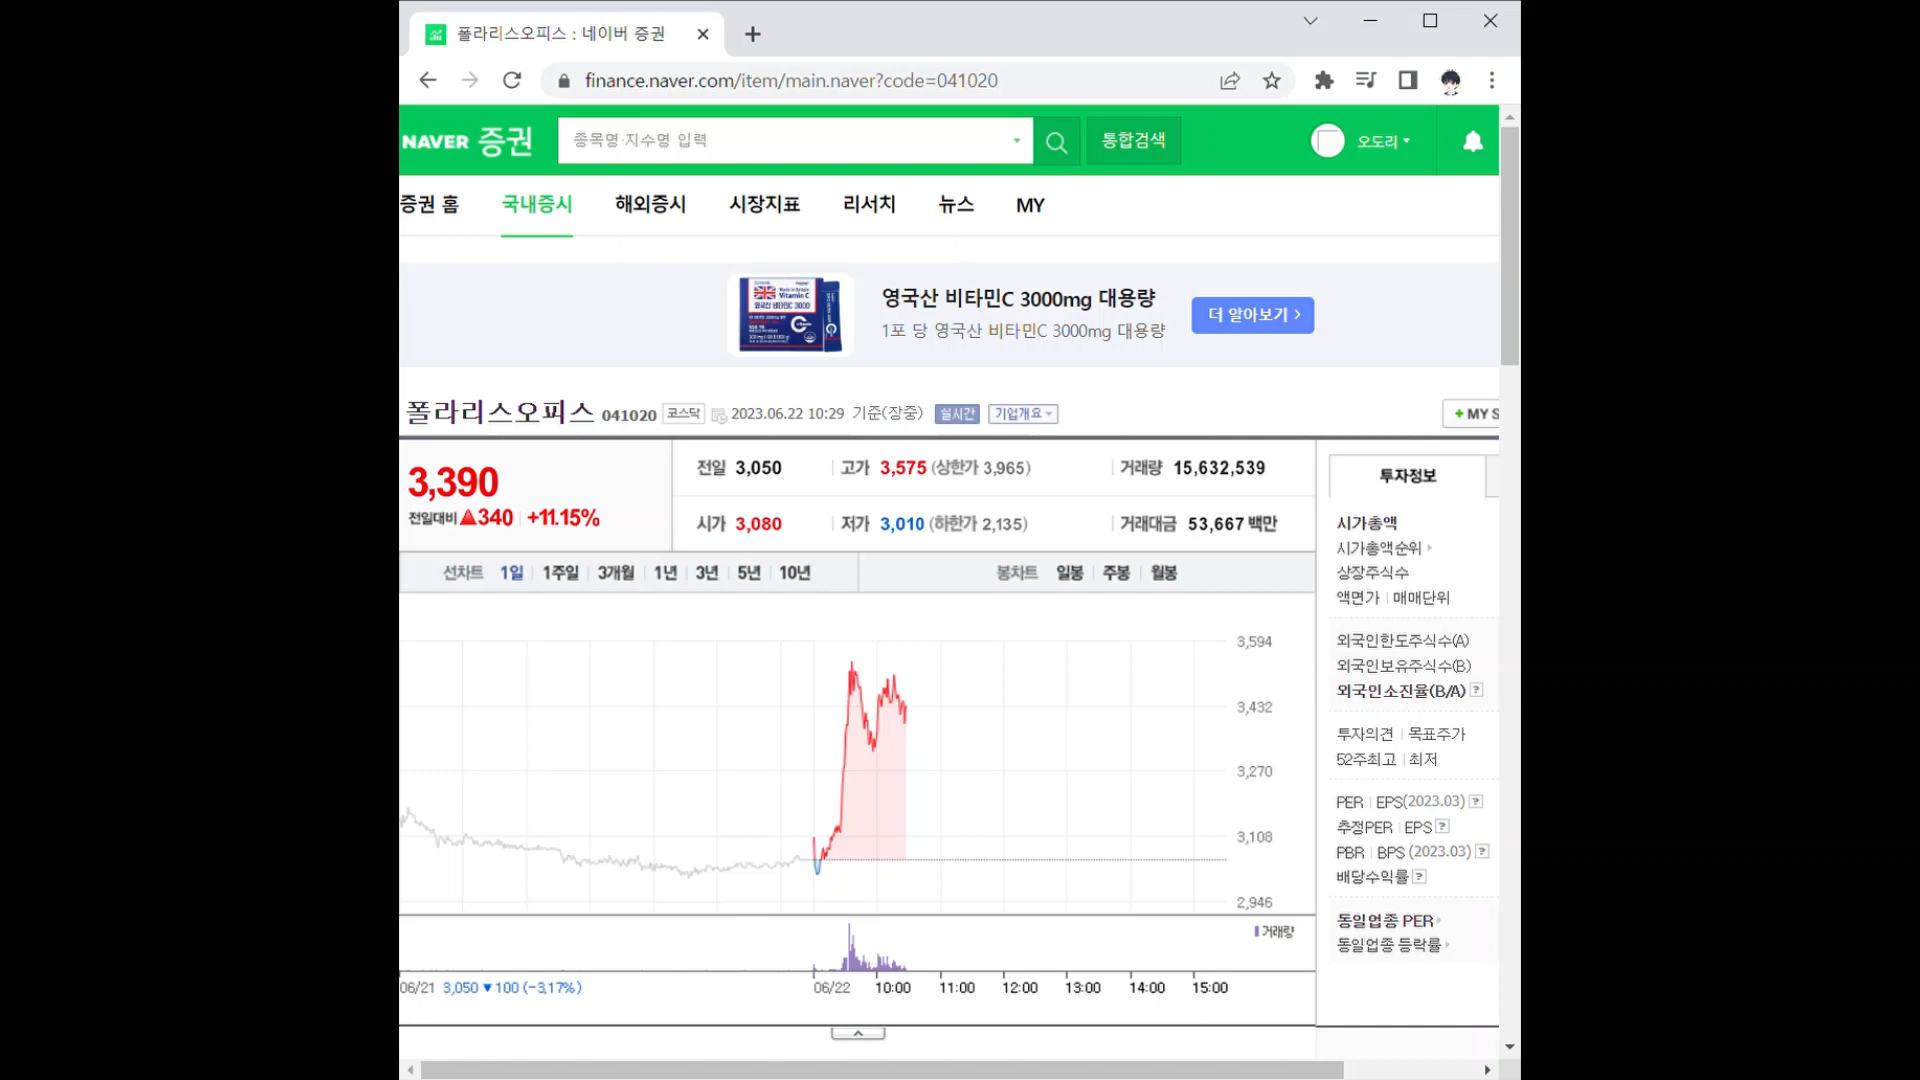 폴라리스오피스 : 네이버 증권
finance.naver.com/item/main.naver?code=041020
NAVER 증권 종목명·지수명 입력 통합검색 오도리
증권 홈 국내증시 해외증시 시장지표 리서치 뉴스 MY
영국산 비타민C 3000mg 대용량
1포 당 영국산 비타민C 3000mg 대용량
더 알아보기 >
Vitamin C
폴라리스오피스 041020 코스닥 2023.06.22 10:29 기준(장중) 실시간 기업개요
+ MY S
3,390
전일대비 ▲340 +11.15%
전일 3,050 고가 3,575 (상한가 3,965) 거래량 15,632,539
시가 3,080 저가 3,010 (하한가 2,135) 거래대금 53,667 백만
선차트 1일 1주일 3개월 1년 3년 5년 10년 봉차트 일봉 주봉 월봉
3,594
3,432
3,270
3,108
2,946
거래량
06/21 3,050 ▼ 100 (-3.17%) 06/22 10:00 11:00 12:00 13:00 14:00 15:00
투자정보
시가총액
시가총액순위
상장주식수
액면가 | 매매단위
외국인한도주식수(A)
외국인보유주식수(B)
외국인소진율(B/A) ?
투자의견 | 목표주가
52주최고 | 최저
PER | EPS(2023.03) ?
추정PER | EPS ?
PBR | BPS (2023.03) ?
배당수익률 ?
동일업종 PER
동일업종 등락률